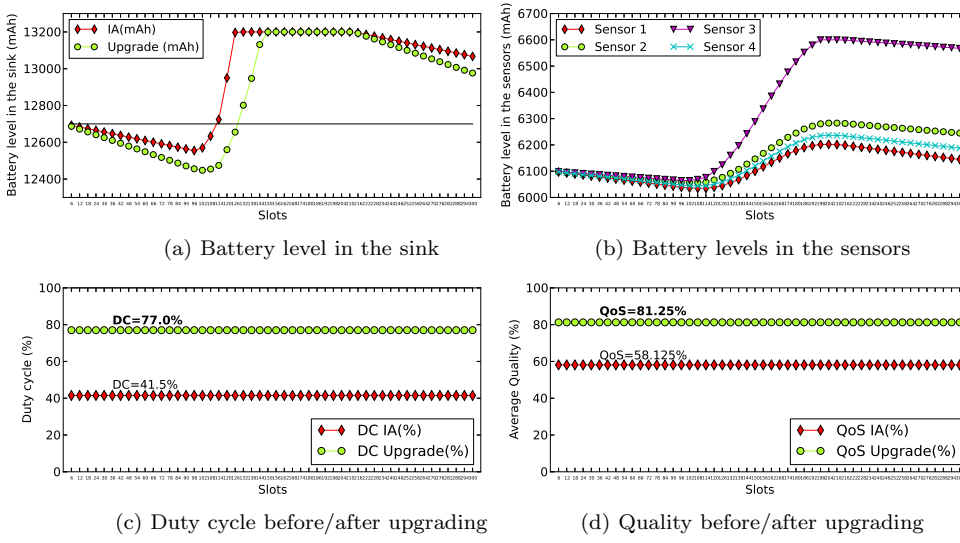 Battery level in the sink (mAh)
IA(mAh)
Upgrade (mAh)
13200
13000
12800
12600
12400
Slots
(a) Battery level in the sink
Battery level in the sensors (mAh)
Sensor 1
Sensor 2
Sensor 3
Sensor 4
6700
6600
6500
6400
6300
6200
6100
6000
Slots
(b) Battery levels in the sensors
Duty cycle (%)
100
80
60
40
20
0
DC=77.0%
DC=41.5%
DC IA(%)
DC Upgrade(%)
Slots
(c) Duty cycle before/after upgrading
Average Quality (%)
100
80
60
40
20
0
QoS=81.25%
QoS=58.125%
QoS IA(%)
QoS Upgrade(%)
Slots
(d) Quality before/after upgrading